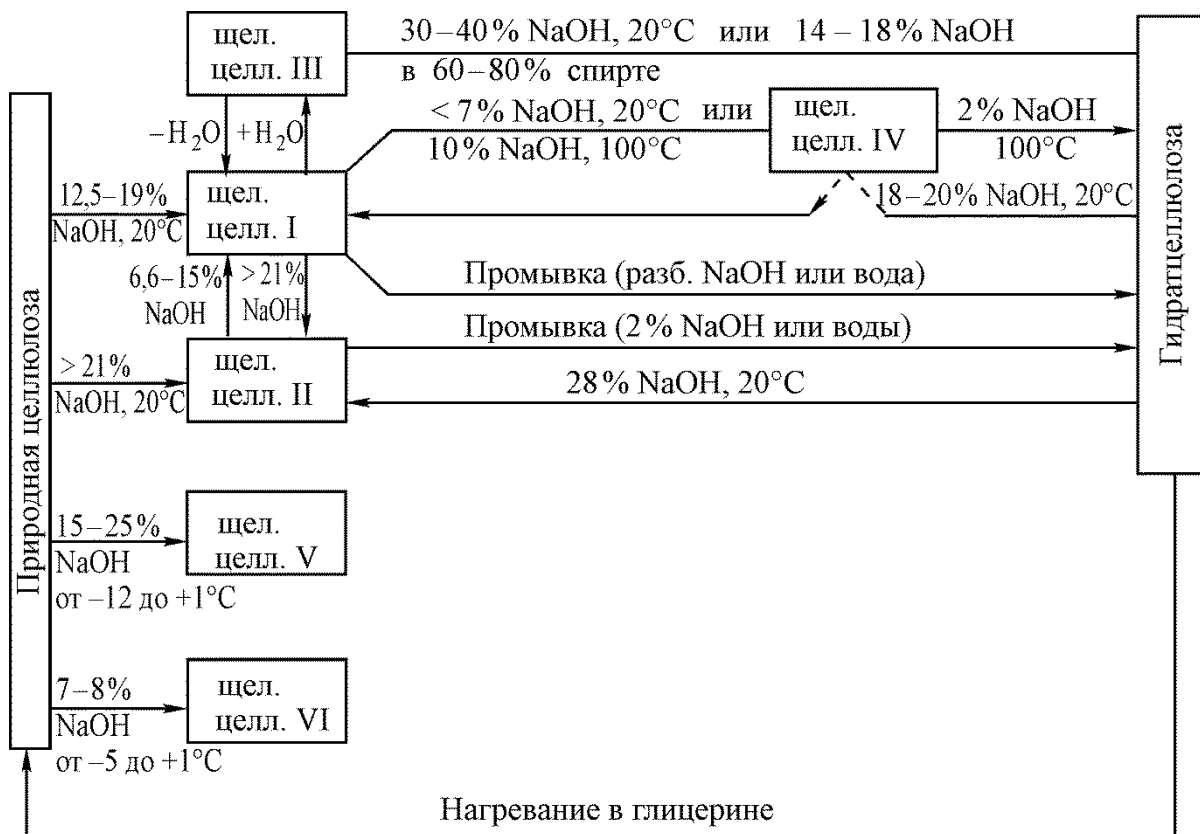 щел.
целл. III
30–40% NaOH, 20°C или 14–18% NaOH
в 60–80% спирте
–H₂O +H₂O
< 7% NaOH, 20°C или
10% NaOH, 100°C
щел.
целл. IV
2% NaOH
100°C
12,5–19%
NaOH, 20°C
щел.
целл. I
18–20% NaOH, 20°C
6,6–15%
NaOH
>21%
NaOH
Промывка (разб. NaOH или вода)
Промывка (2% NaOH или воды)
>21%
NaOH, 20°C
щел.
целл. II
28% NaOH, 20°C
Природная целлюлоза
Гидратцеллюлоза
15–25%
NaOH
от –12 до +1°C
щел.
целл. V
7–8%
NaOH
от –5 до +1°C
щел.
целл. VI
Нагревание в глицерине